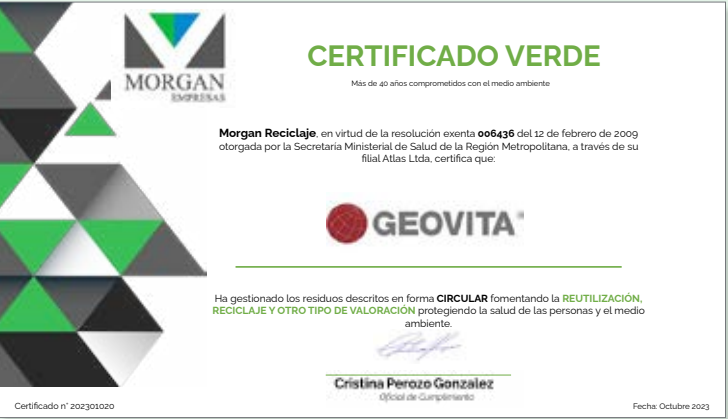 MORGAN
EMPRESAS
CERTIFICADO VERDE
Más de 40 años comprometidos con el medio ambiente
Morgan Reciclaje, en virtud de la resolución exenta 006436 del 12 de febrero de 2009
otorgada por la Secretaría Ministerial de Salud de la Región Metropolitana, a través de su
filial Atlas Ltda, certifica que:
GEOVITA
Ha gestionado los residuos descritos en forma CIRCULAR fomentando la REUTILIZACIÓN,
RECICLAJE Y OTRO TIPO DE VALORACIÓN protegiendo la salud de las personas y el medio
ambiente.
Cristina Perozo Gonzalez
Oficial de Cumplimiento
Certificado n° 202301020
Fecha: Octubre 2023